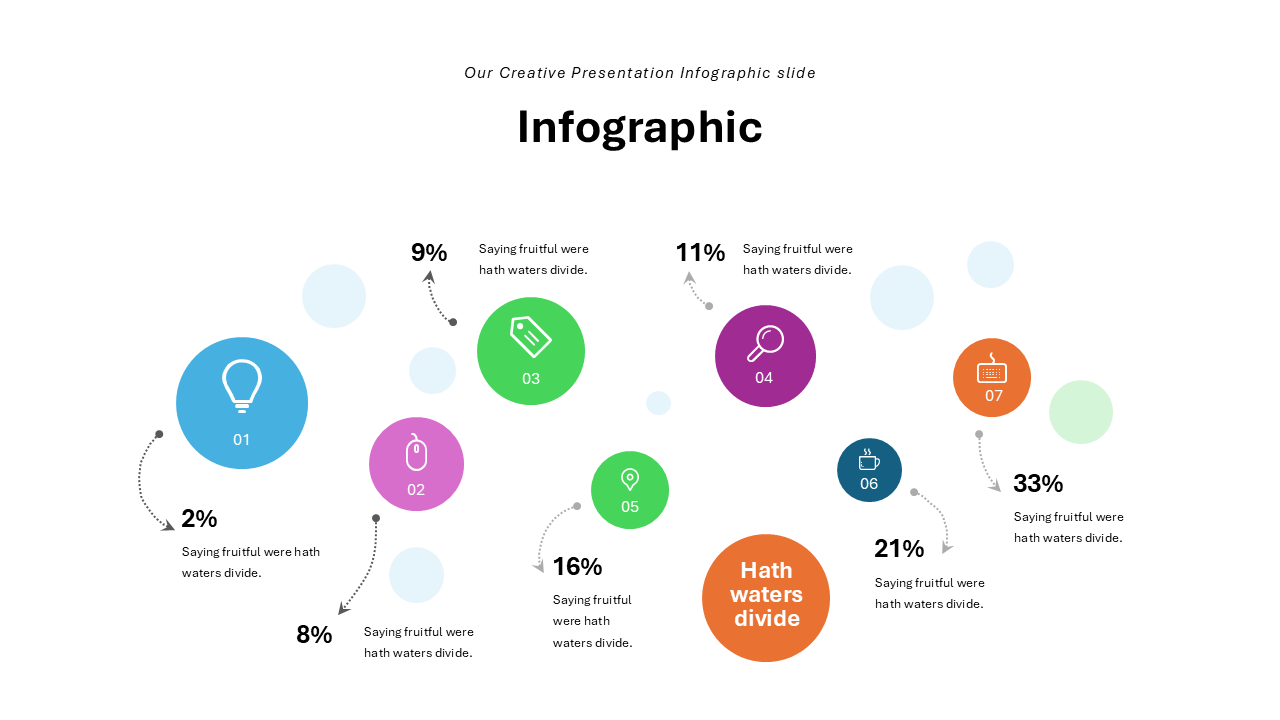 Our Creative Presentation Infographic slide
Infographic
01
2%
Saying fruitful were hath
waters divide.
02
8%
Saying fruitful were
hath waters divide.
03
9%
Saying fruitful were
hath waters divide.
04
11%
Saying fruitful were
hath waters divide.
05
16%
Saying fruitful
were hath
waters divide.
Hath
waters
divide
06
21%
Saying fruitful were
hath waters divide.
07
33%
Saying fruitful were
hath waters divide.